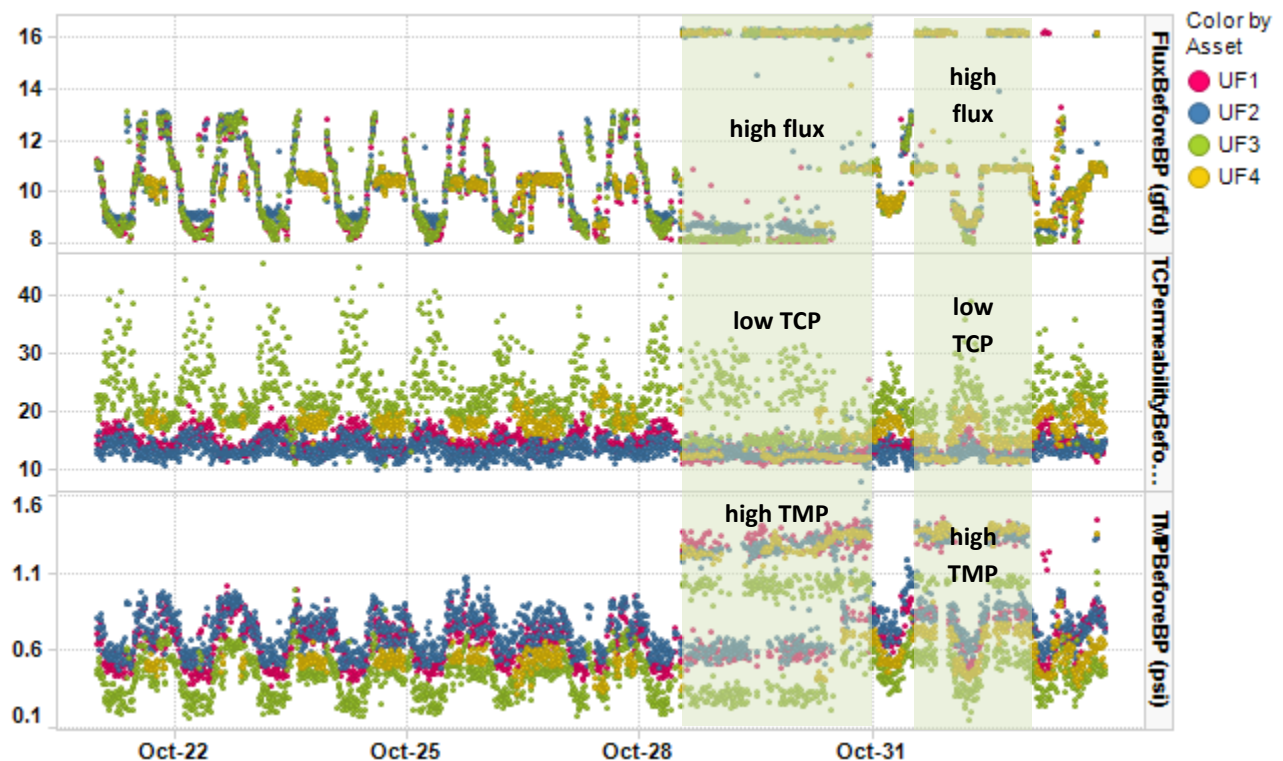 Color by
Asset
UF1
UF2
UF3
UF4
16
14
12
10
8
high flux
high
flux
FluxBeforeBP (gfd)
40
30
20
10
low TCP
low
TCP
TCPermeabilityBefo...
1.6
1.1
0.6
0.1
high TMP
high
TMP
TMPBeforeBP (psi)
Oct-22
Oct-25
Oct-28
Oct-31